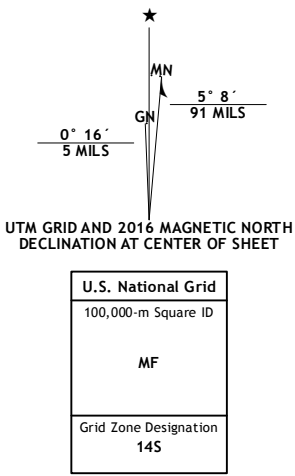 ★
MN
GN
5° 8´
91 MILS
0° 16´
5 MILS
UTM GRID AND 2016 MAGNETIC NORTH
DECLINATION AT CENTER OF SHEET
U.S. National Grid
100,000-m Square ID
MF
Grid Zone Designation
14S